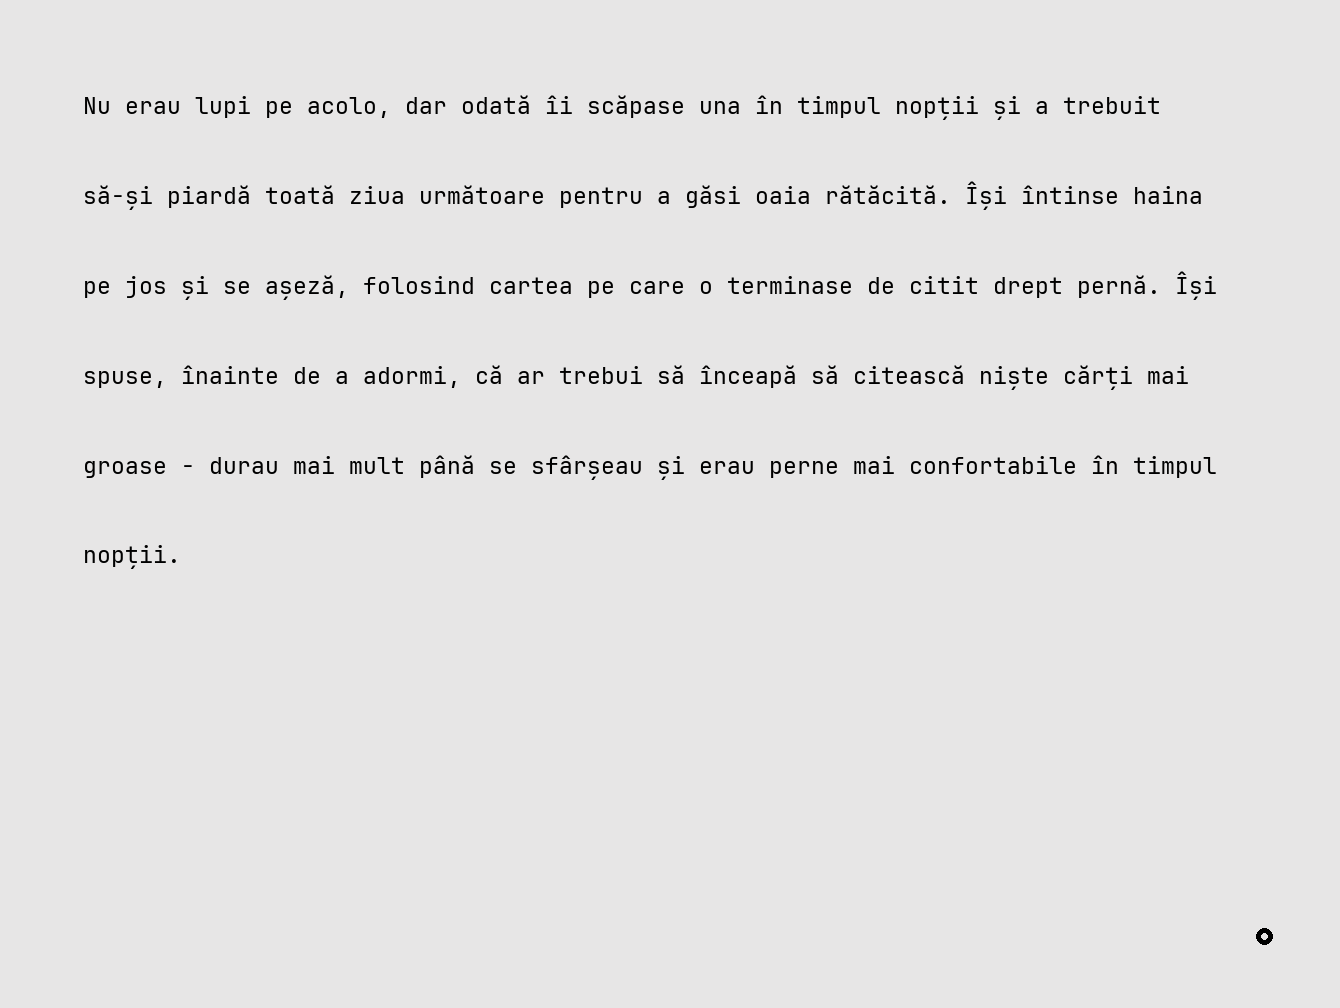 Nu erau lupi pe acolo, dar odată îi scăpase una în timpul nopții și a trebuit
să-și piardă toată ziua următoare pentru a găsi oaia rătăcită. Își întinse haina
pe jos și se așeză, folosind cartea pe care o terminase de citit drept pernă. Își
spuse, înainte de a adormi, că ar trebui să înceapă să citească niște cărți mai
groase - durau mai mult până se sfârșeau și erau perne mai confortabile în timpul
nopții.